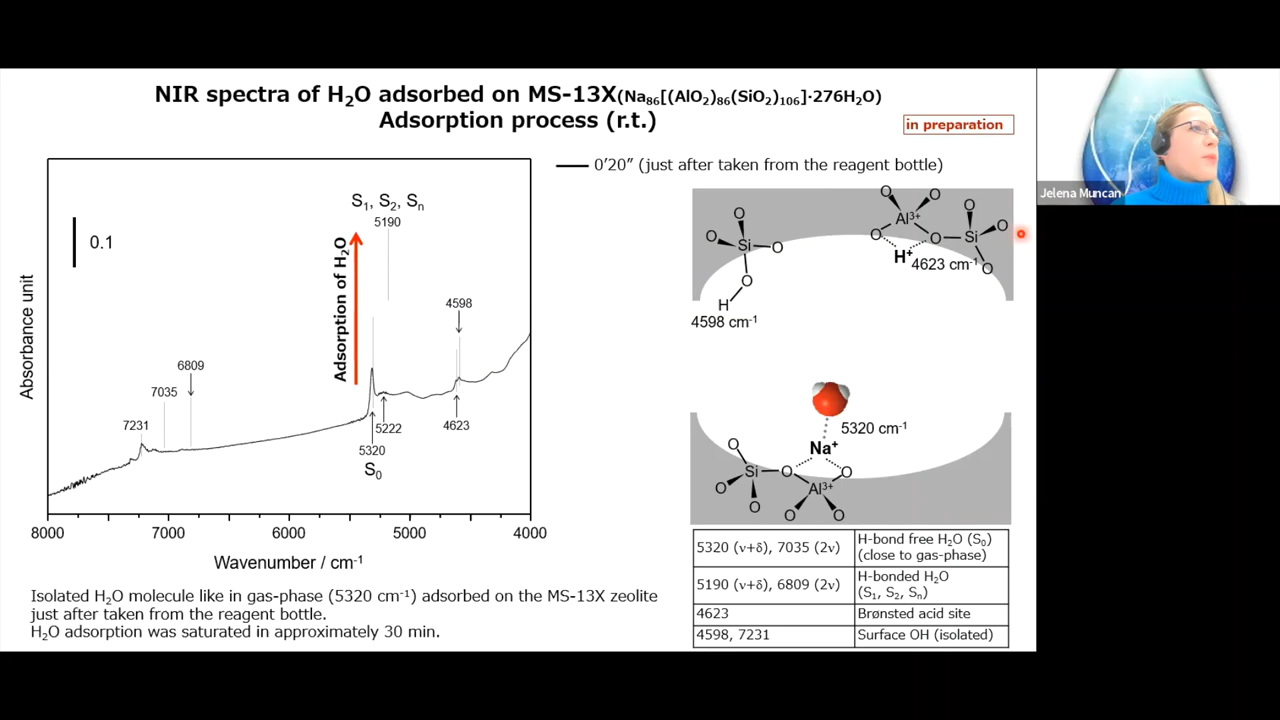 NIR spectra of H₂O adsorbed on MS-13X(Na₈₆[(AlO₂)₈₆(SiO₂)₁₀₆]·276H₂O)
Adsorption process (r.t.)
in preparation
Jelena Muncan
0′20″ (just after taken from the reagent bottle)
0.1
S₁, S₂, Sₙ
5190
Adsorption of H₂O
4598
6809
7035
7231
5222
4623
5320
S₀
Absorbance unit
8000 7000 6000 5000 4000
Wavenumber / cm⁻¹
O O
Al³⁺
O
O O Si O
H⁺
4623 cm⁻¹
O
O
O Si O
O
H
4598 cm⁻¹
5320 cm⁻¹
Na⁺
O
Si O O
O Al³⁺
O O O
5320 (ν+δ), 7035 (2ν) H-bond free H₂O (S₀)
(close to gas-phase)
5190 (ν+δ), 6809 (2ν) H-bonded H₂O
(S₁, S₂, Sₙ)
4623 Brønsted acid site
4598, 7231 Surface OH (isolated)
Isolated H₂O molecule like in gas-phase (5320 cm⁻¹) adsorbed on the MS-13X zeolite
just after taken from the reagent bottle.
H₂O adsorption was saturated in approximately 30 min.